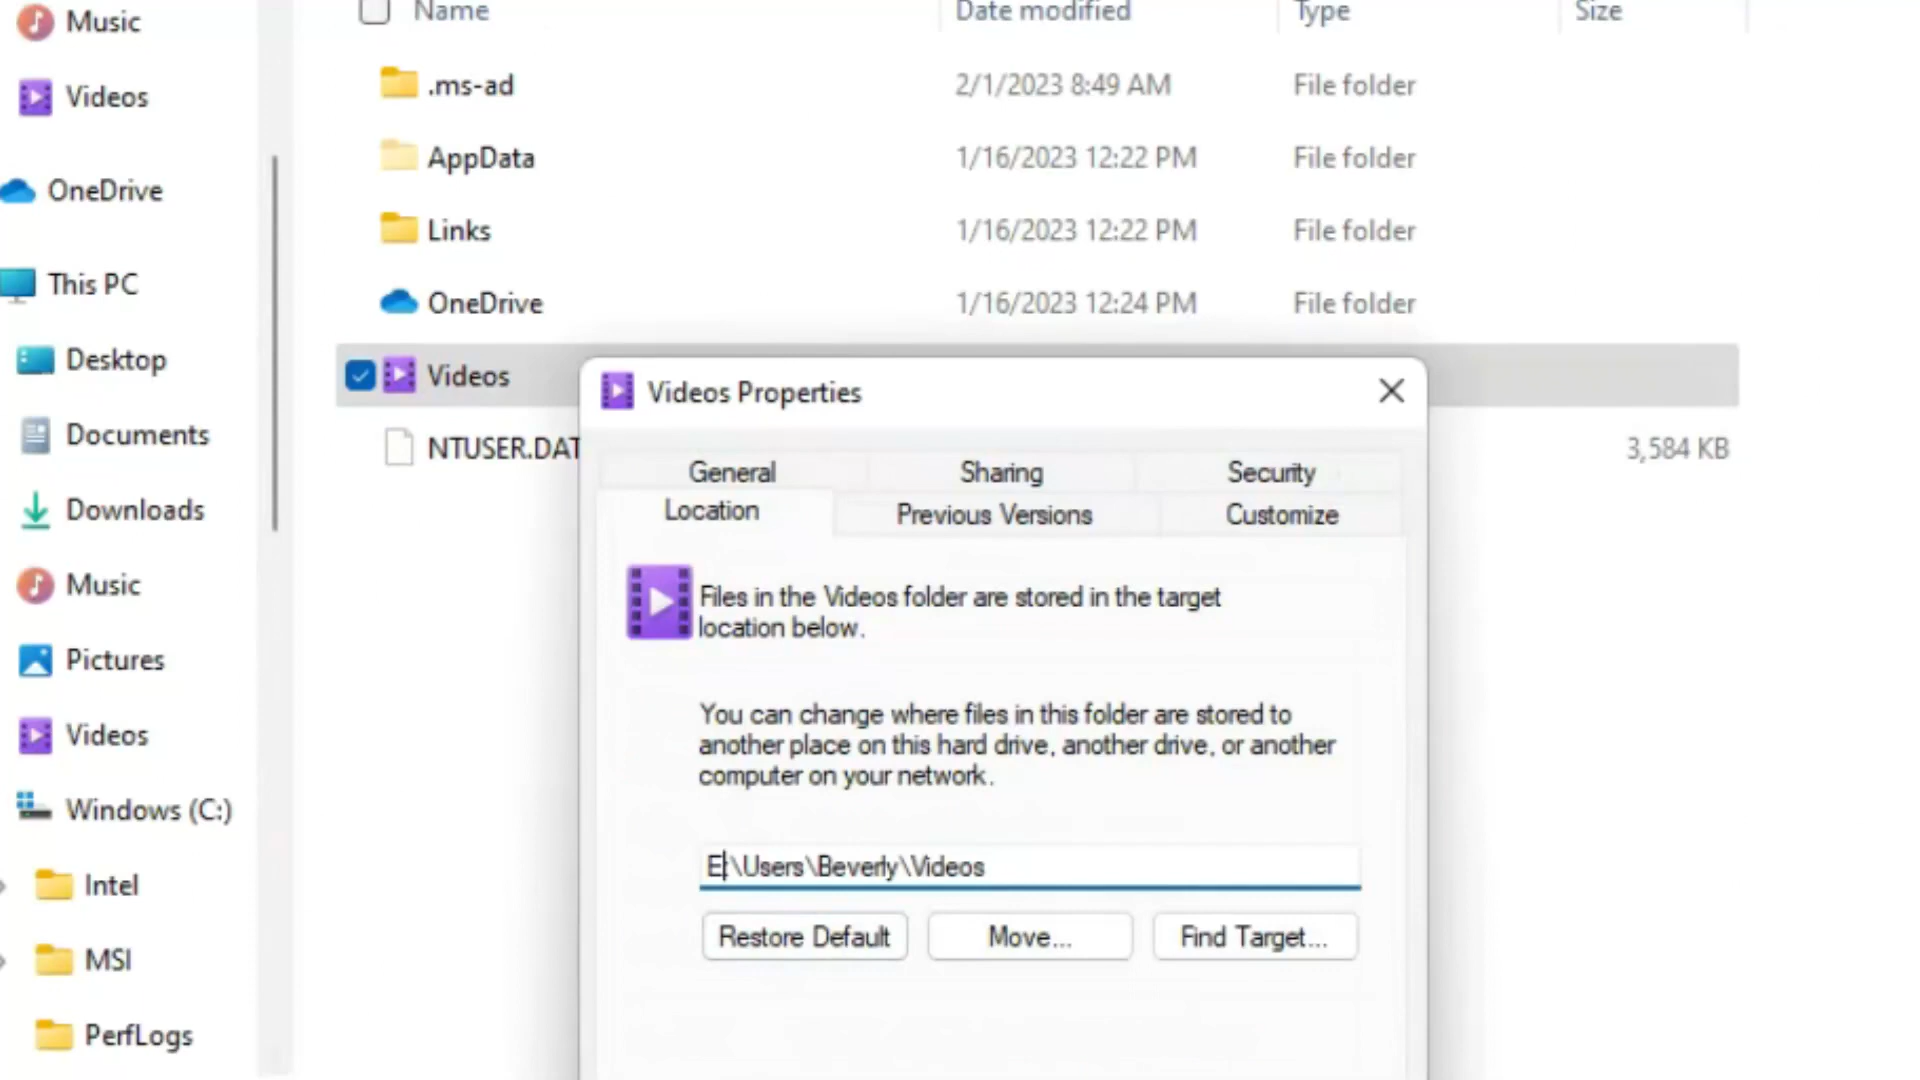 Music
Videos
OneDrive
This PC
Desktop
Documents
Downloads
Music
Pictures
Videos
Windows (C:)
Intel
MSI
PerfLogs
Name Date modified Type Size
.ms-ad 2/1/2023 8:49 AM File folder
AppData 1/16/2023 12:22 PM File folder
Links 1/16/2023 12:22 PM File folder
OneDrive 1/16/2023 12:24 PM File folder
Videos
NTUSER.DAT 3,584 KB
Videos Properties
General Sharing Security
Location Previous Versions Customize
Files in the Videos folder are stored in the target
location below.
You can change where files in this folder are stored to
another place on this hard drive, another drive, or another
computer on your network.
E:\Users\Beverly\Videos
Restore Default Move... Find Target...